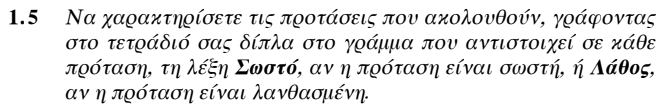 1.5 Να χαρακτηρίσετε τις προτάσεις που ακολουθούν, γράφοντας
στο τετράδιό σας δίπλα στο γράμμα που αντιστοιχεί σε κάθε
πρόταση, τη λέξη Σωστό, αν η πρόταση είναι σωστή, ή Λάθος,
αν η πρόταση είναι λανθασμένη.